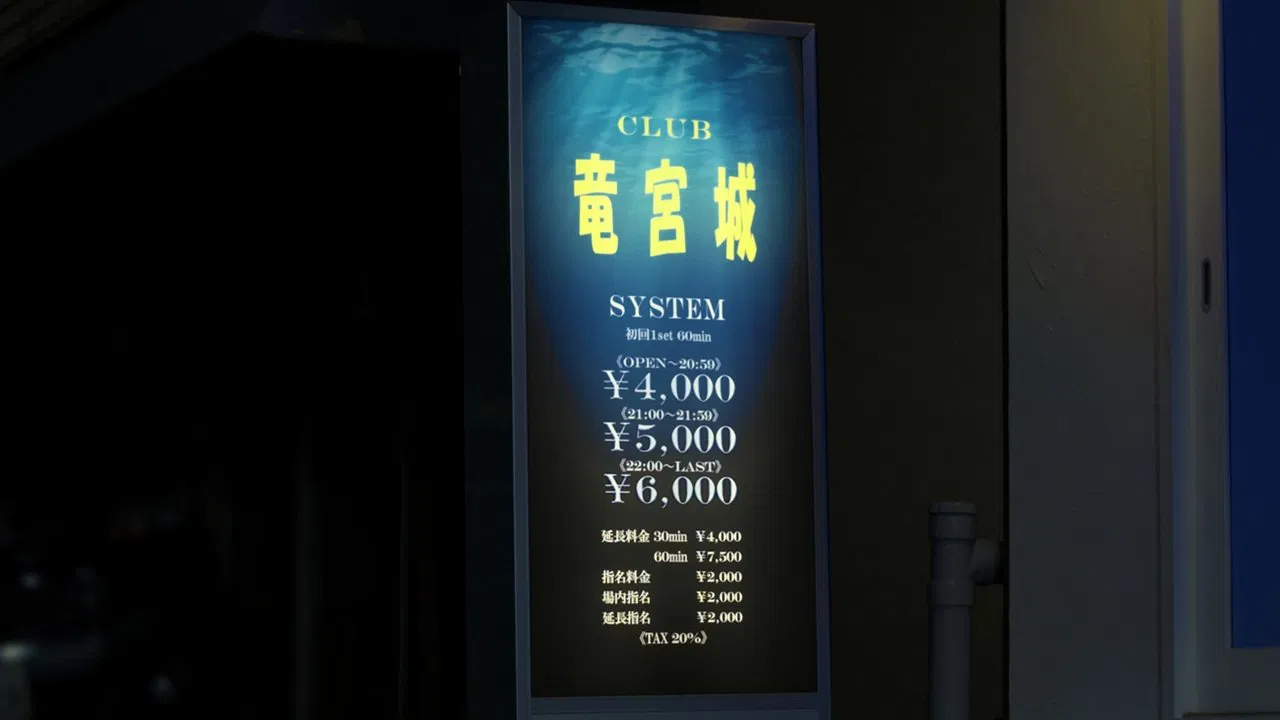 CLUB
竜宮城
SYSTEM
初回1set 60min
《OPEN～20:59》
¥4,000
《21:00～21:59》
¥5,000
《22:00～LAST》
¥6,000
延長料金 30min ¥4,000
60min ¥7,500
指名料金 ¥2,000
場内指名 ¥2,000
延長指名 ¥2,000
《TAX 20%》